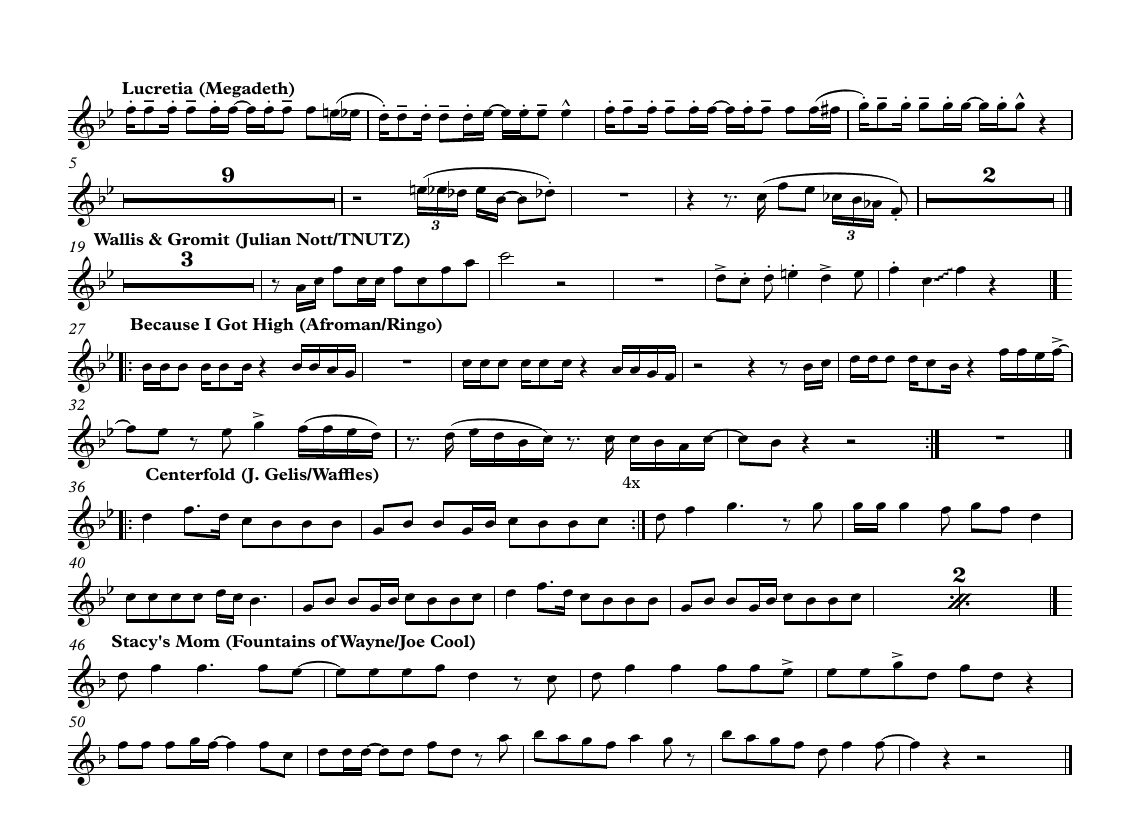 Lucretia (Megadeth)
5
9
3
3
2
19
Wallis & Gromit (Julian Nott/TNUTZ)
3
27
Because I Got High (Afroman/Ringo)
32
Centerfold (J. Gelis/Waffles)
4x
36
40
2
46
Stacy's Mom (Fountains of Wayne/Joe Cool)
50